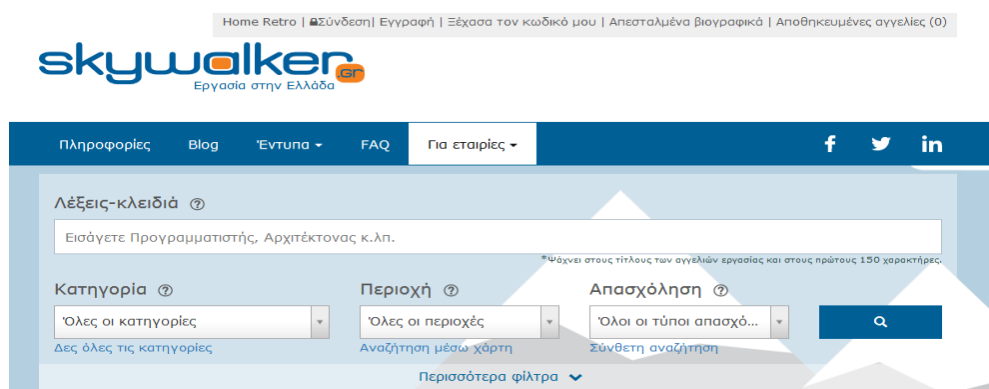 Home Retro | Σύνδεση| Εγγραφή | Ξέχασα τον κωδικό μου | Απεσταλμένα βιογραφικά | Αποθηκευμένες αγγελίες (0)
skywalker.gr
Εργασία στην Ελλάδα
Πληροφορίες Blog Έντυπα FAQ Για εταιρίες f in
Λέξεις-κλειδιά ?
Εισάγετε Προγραμματιστής, Αρχιτέκτονας κ.λπ.
*Ψάχνει στους τίτλους των αγγελιών εργασίας και στους πρώτους 150 χαρακτήρες.
Κατηγορία ? Περιοχή ? Απασχόληση ?
Όλες οι κατηγορίες Όλες οι περιοχές Όλοι οι τύποι απασχό...
Δες όλες τις κατηγορίες Αναζήτηση μέσω χάρτη Σύνθετη αναζήτηση
Περισσότερα φίλτρα